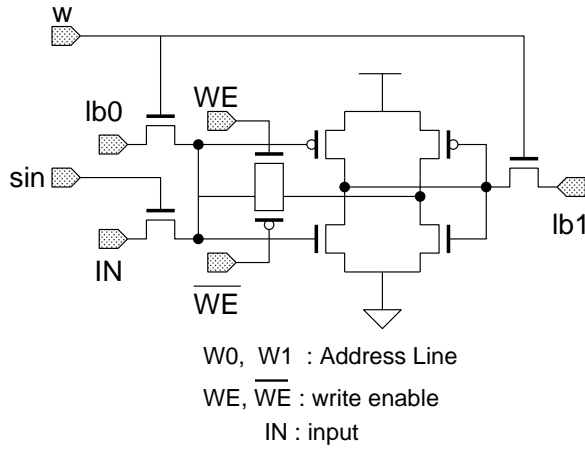 w
lb0
WE
sin
IN
WE
lb1
W0, W1 : Address Line
WE, WE : write enable
IN : input